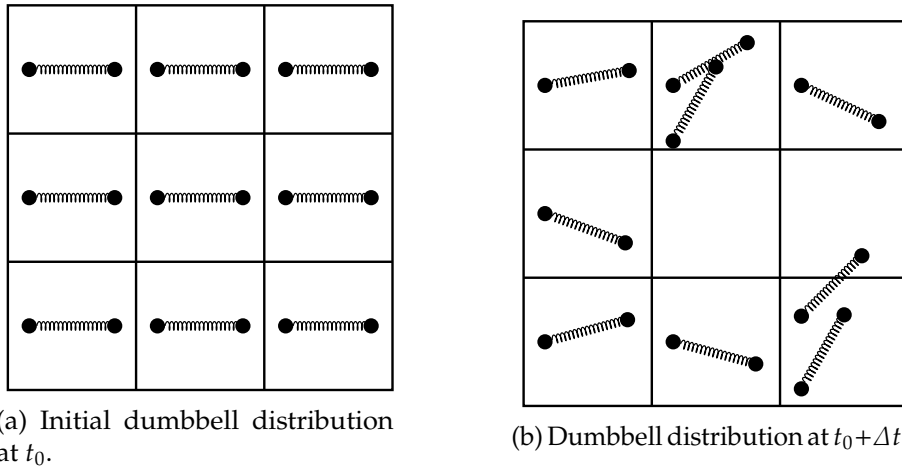 (a) Initial dumbbell distribution
at t₀.
(b) Dumbbell distribution at t₀+Δt